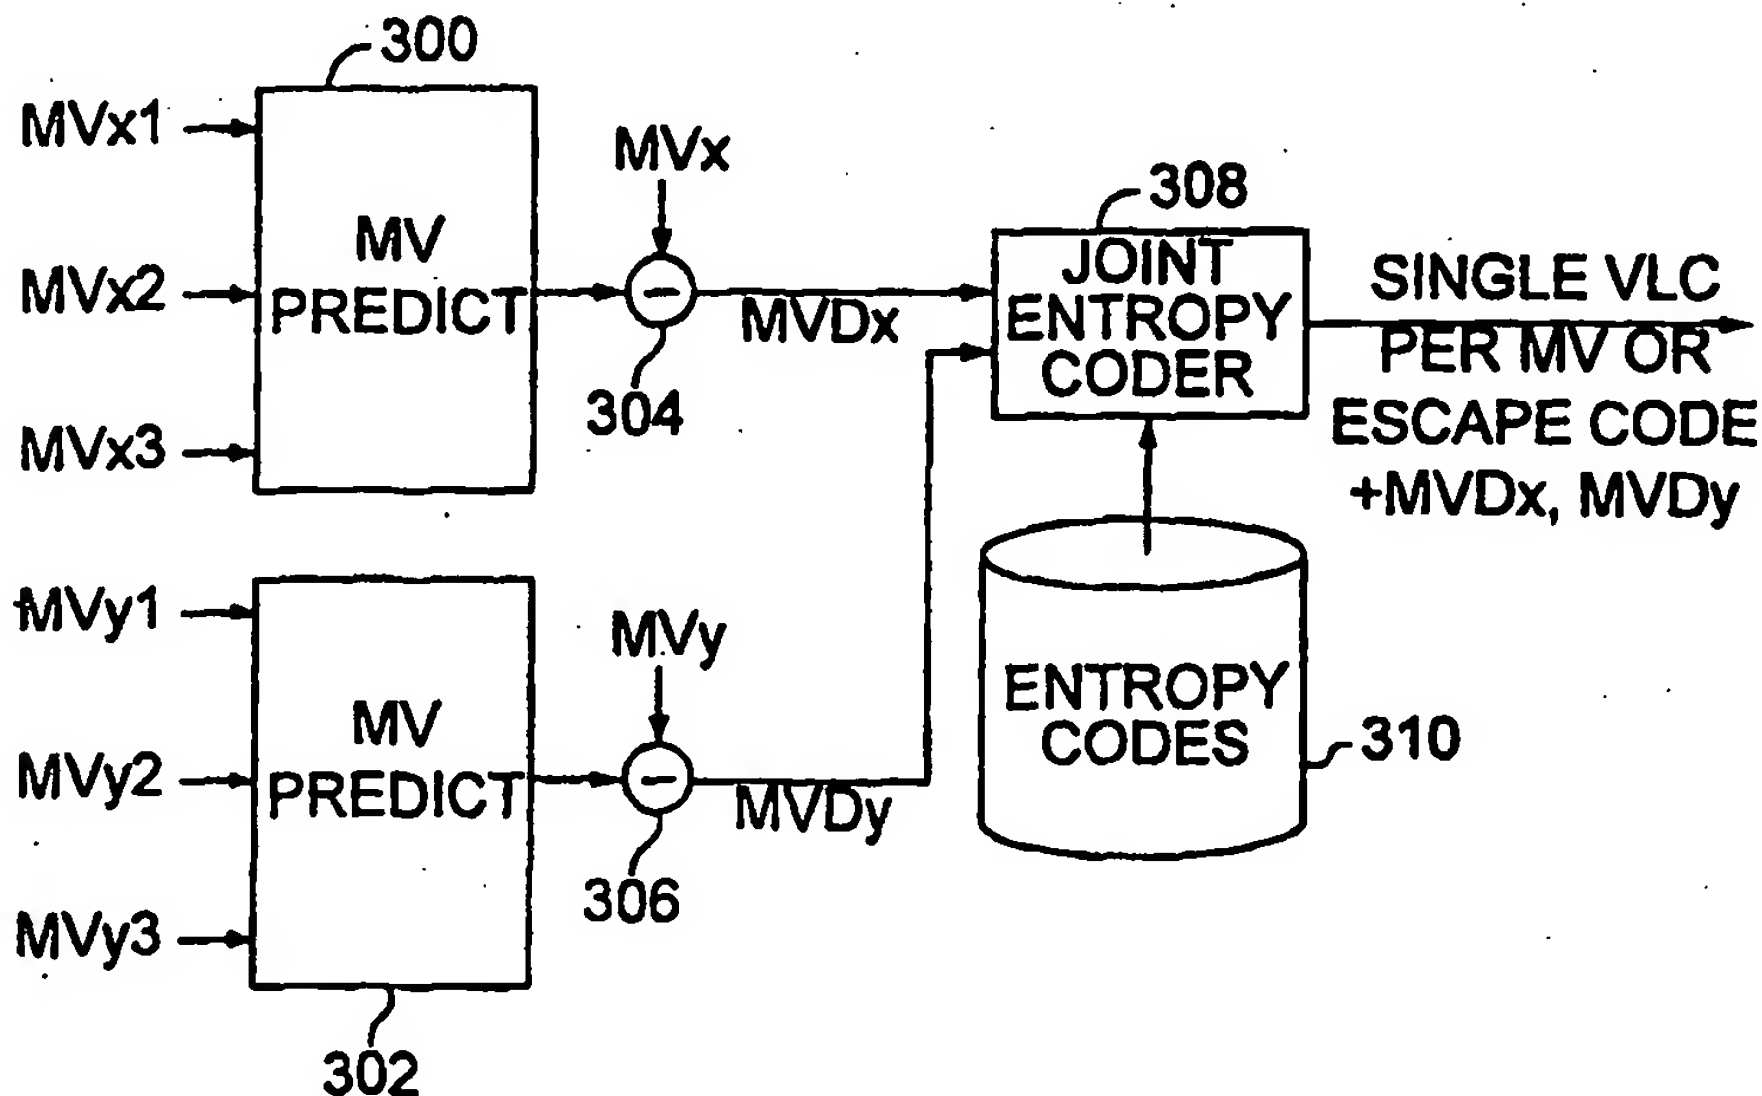 300
MVx1
MVx2
MVx3
MV
PREDICT
MVx
304
MVDx
308
JOINT
ENTROPY
CODER
SINGLE VLC
PER MV OR
ESCAPE CODE
+MVDx, MVDy
MVy1
MVy2
MVy3
MV
PREDICT
302
MVy
306
MVDy
ENTROPY
CODES
310